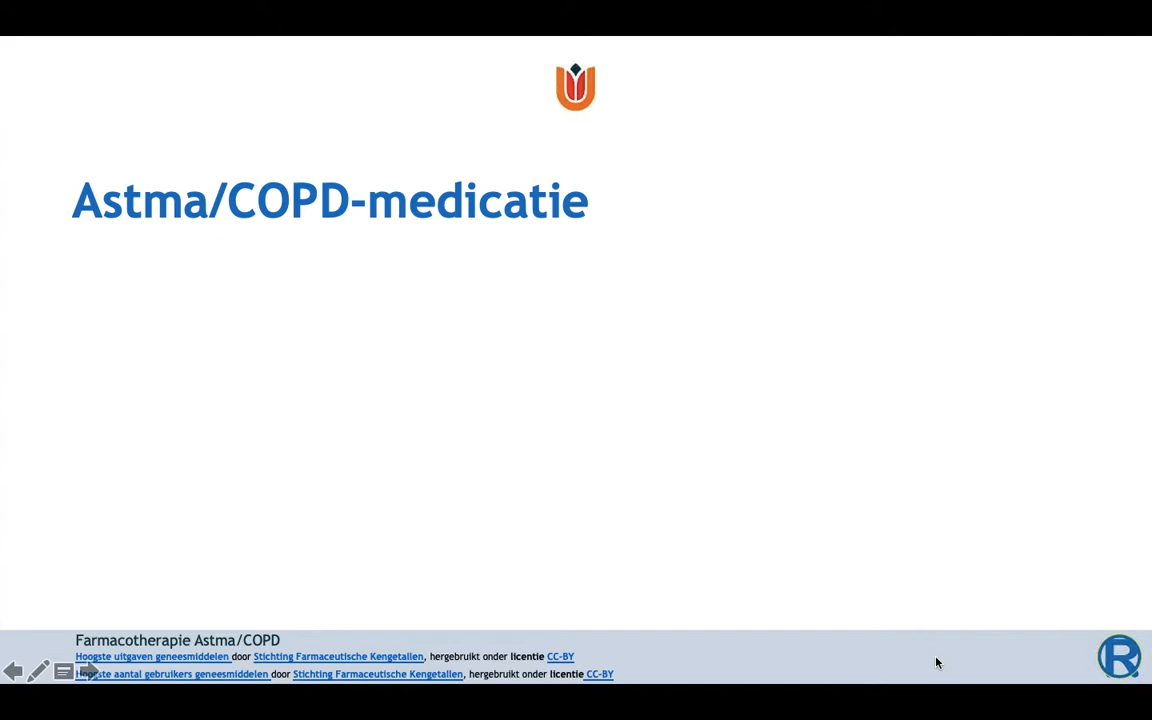 Astma/COPD-medicatie
Farmacotherapie Astma/COPD
Hoogste uitgaven geneesmiddelen door Stichting Farmaceutische Kengetallen, hergebruikt onder licentie CC-BY
Hoogste aantal gebruikers geneesmiddelen door Stichting Farmaceutische Kengetallen, hergebruikt onder licentie CC-BY
R